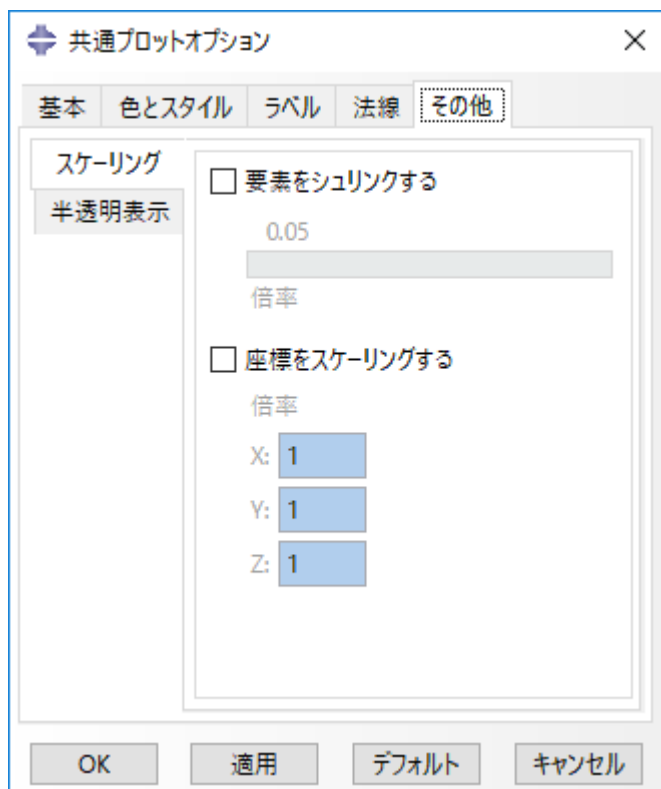 共通プロットオプション
基本 色とスタイル ラベル 法線 その他
スケーリング
半透明表示
要素をシュリンクする
0.05
倍率
座標をスケーリングする
倍率
X: 1
Y: 1
Z: 1
OK 適用 デフォルト キャンセル